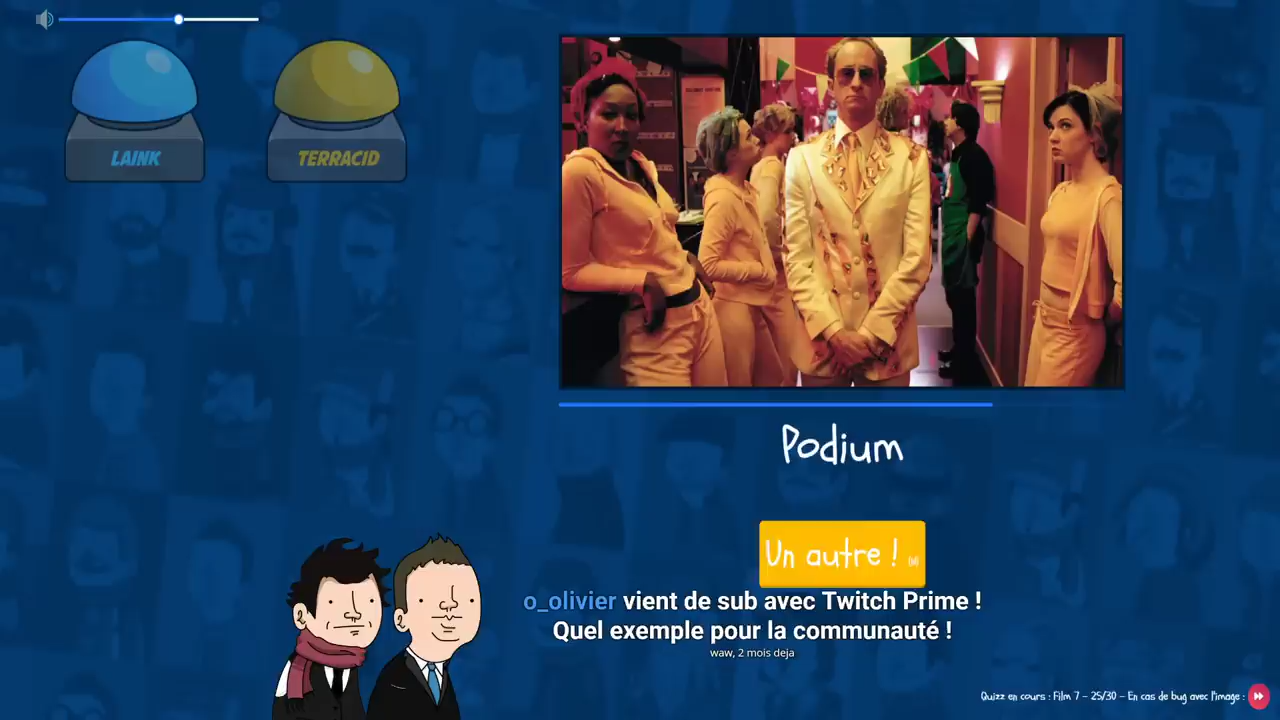 LAINK
TERRACID
Podium
Un autre !
o_olivier vient de sub avec Twitch Prime !
Quel exemple pour la communauté !
waw, 2 mois deja
Quizz en cours : Film 7 - 25/30 - En cas de bug avec l'image :